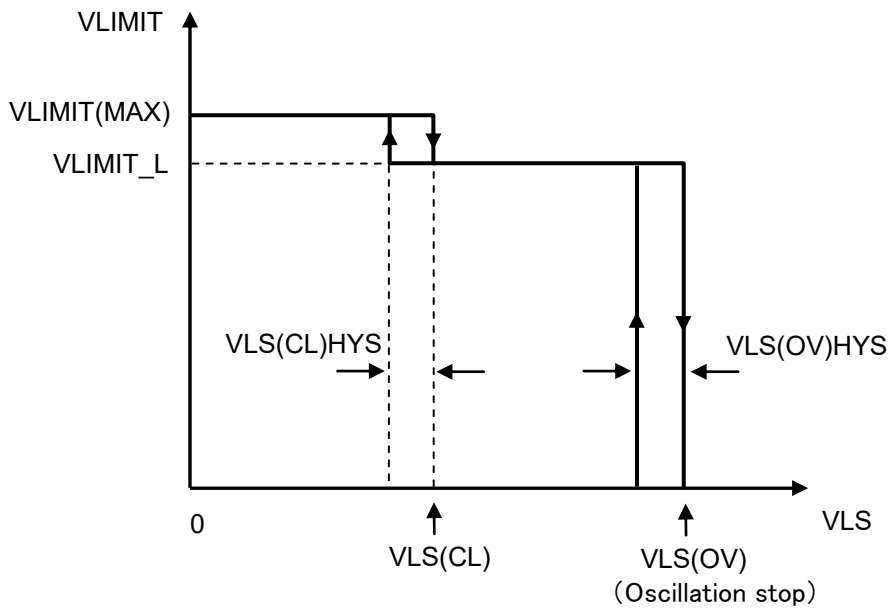 VLIMIT
VLIMIT(MAX)
VLIMIT_L
VLS(CL)HYS
VLS(OV)HYS
0
VLS
VLS(CL)
VLS(OV)
（Oscillation stop）